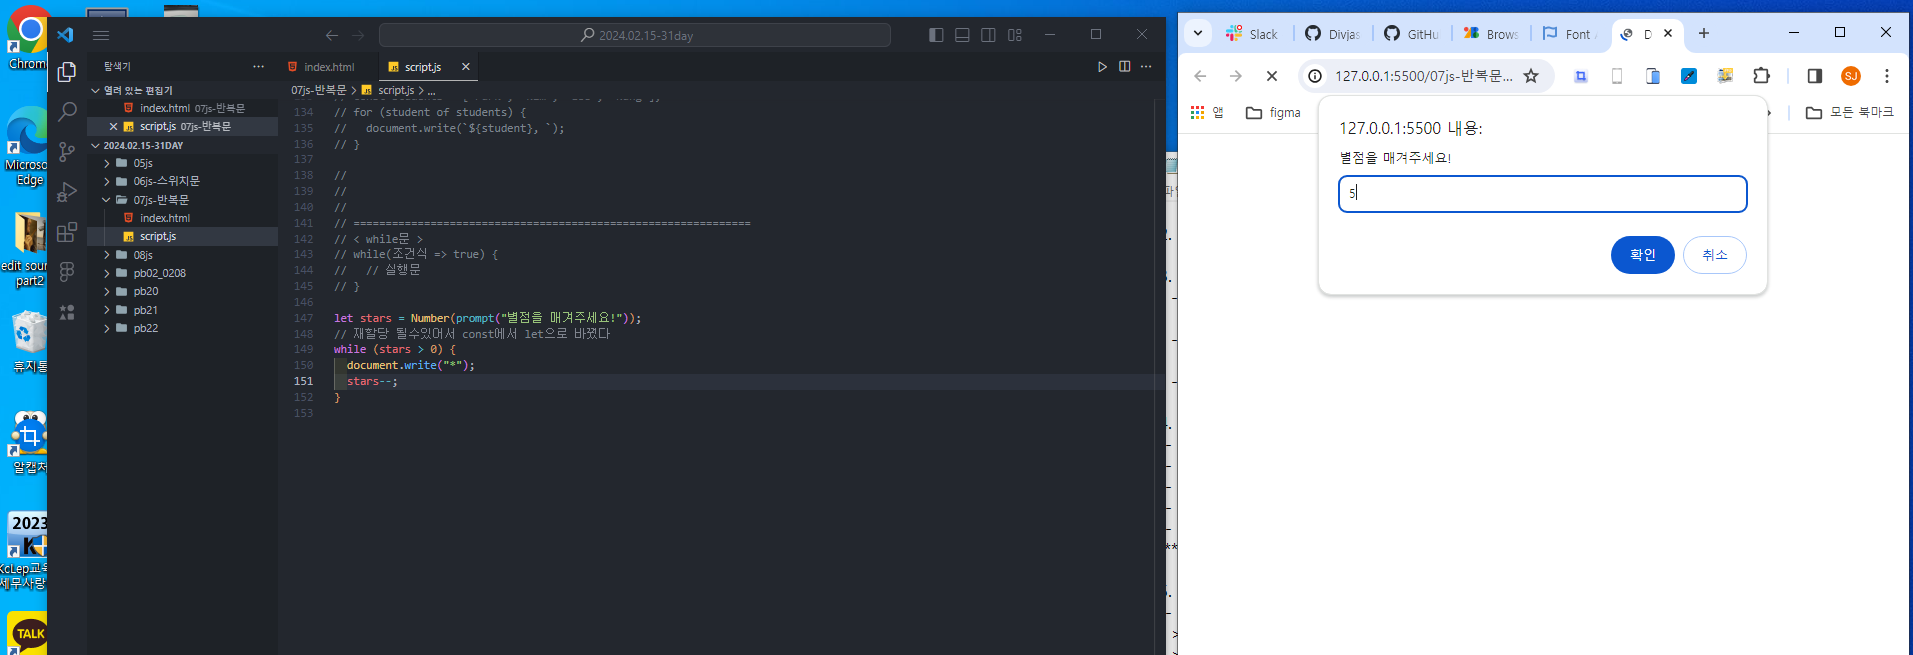 Chrome
Microso
Edge
edit sour
part2
휴지통
알캡처
2023
KcLep교육
세무사랑
TALK
2024.02.15-31day
탐색기
열려 있는 편집기
index.html 07js-반복문
script.js 07js-반복문
2024.02.15-31DAY
05js
06js-스위치문
07js-반복문
index.html
script.js
08js
pb02_0208
pb20
pb21
pb22
index.html
script.js
07js-반복문 > script.js > ...
134 // for (student of students) {
135 //   document.write(`${student}, `);
136 // }
137
138 //
139 //
140 //
141 // ==============================================================
142 // < while문 >
143 // while(조건식 => true) {
144 //   // 실행문
145 // }
146
147 let stars = Number(prompt("별점을 매겨주세요!"));
148 // 재할당 될수있어서 const에서 let으로 바꼈다
149 while (stars > 0) {
150   document.write("*");
151   stars--;
152 }
153
Slack
Divjas
GitHu
Brows
Font
D
127.0.0.1:5500/07js-반복문...
SJ
앱
figma
모든 북마크
127.0.0.1:5500 내용:
별점을 매겨주세요!
5
확인
취소